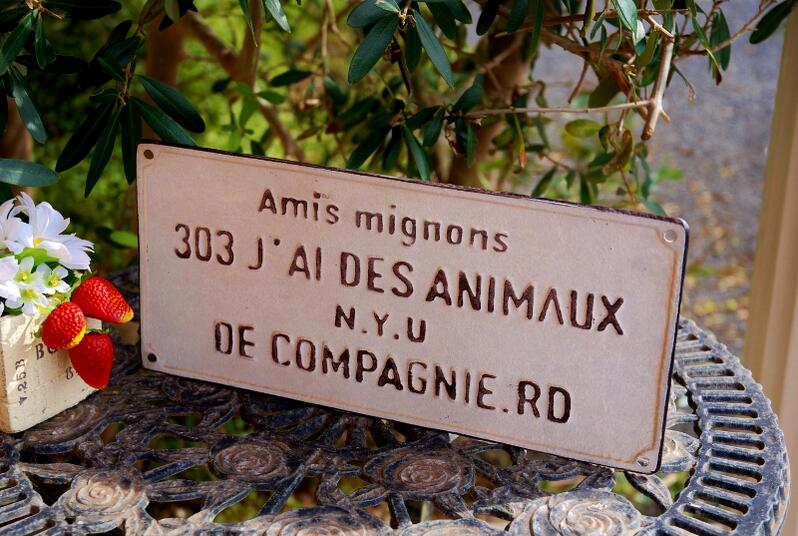 Amis mignons
303 J'AI DES ANIMAUX
N.Y.U
DE COMPAGNIE.RD